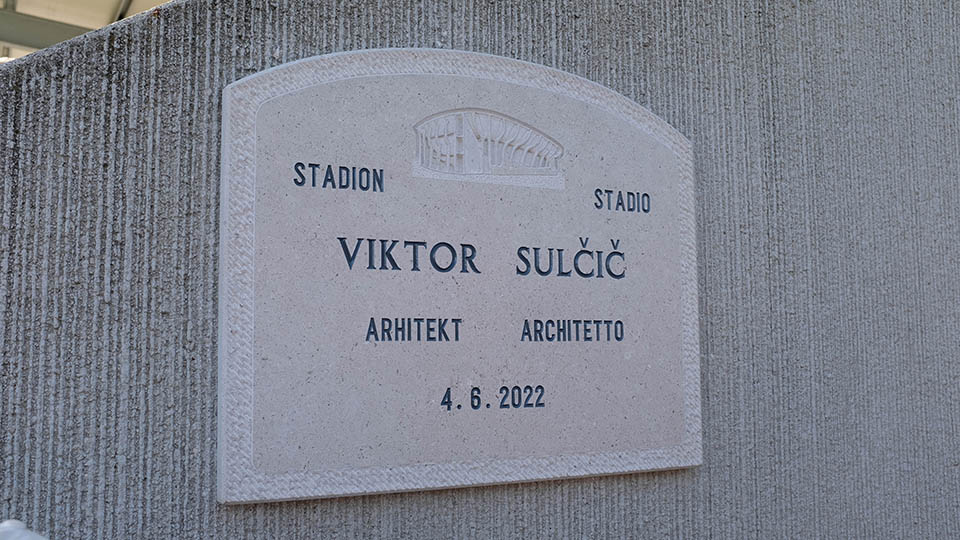 STADION STADIO
VIKTOR SULČIČ
ARHITEKT ARCHITETTO
4.6.2022